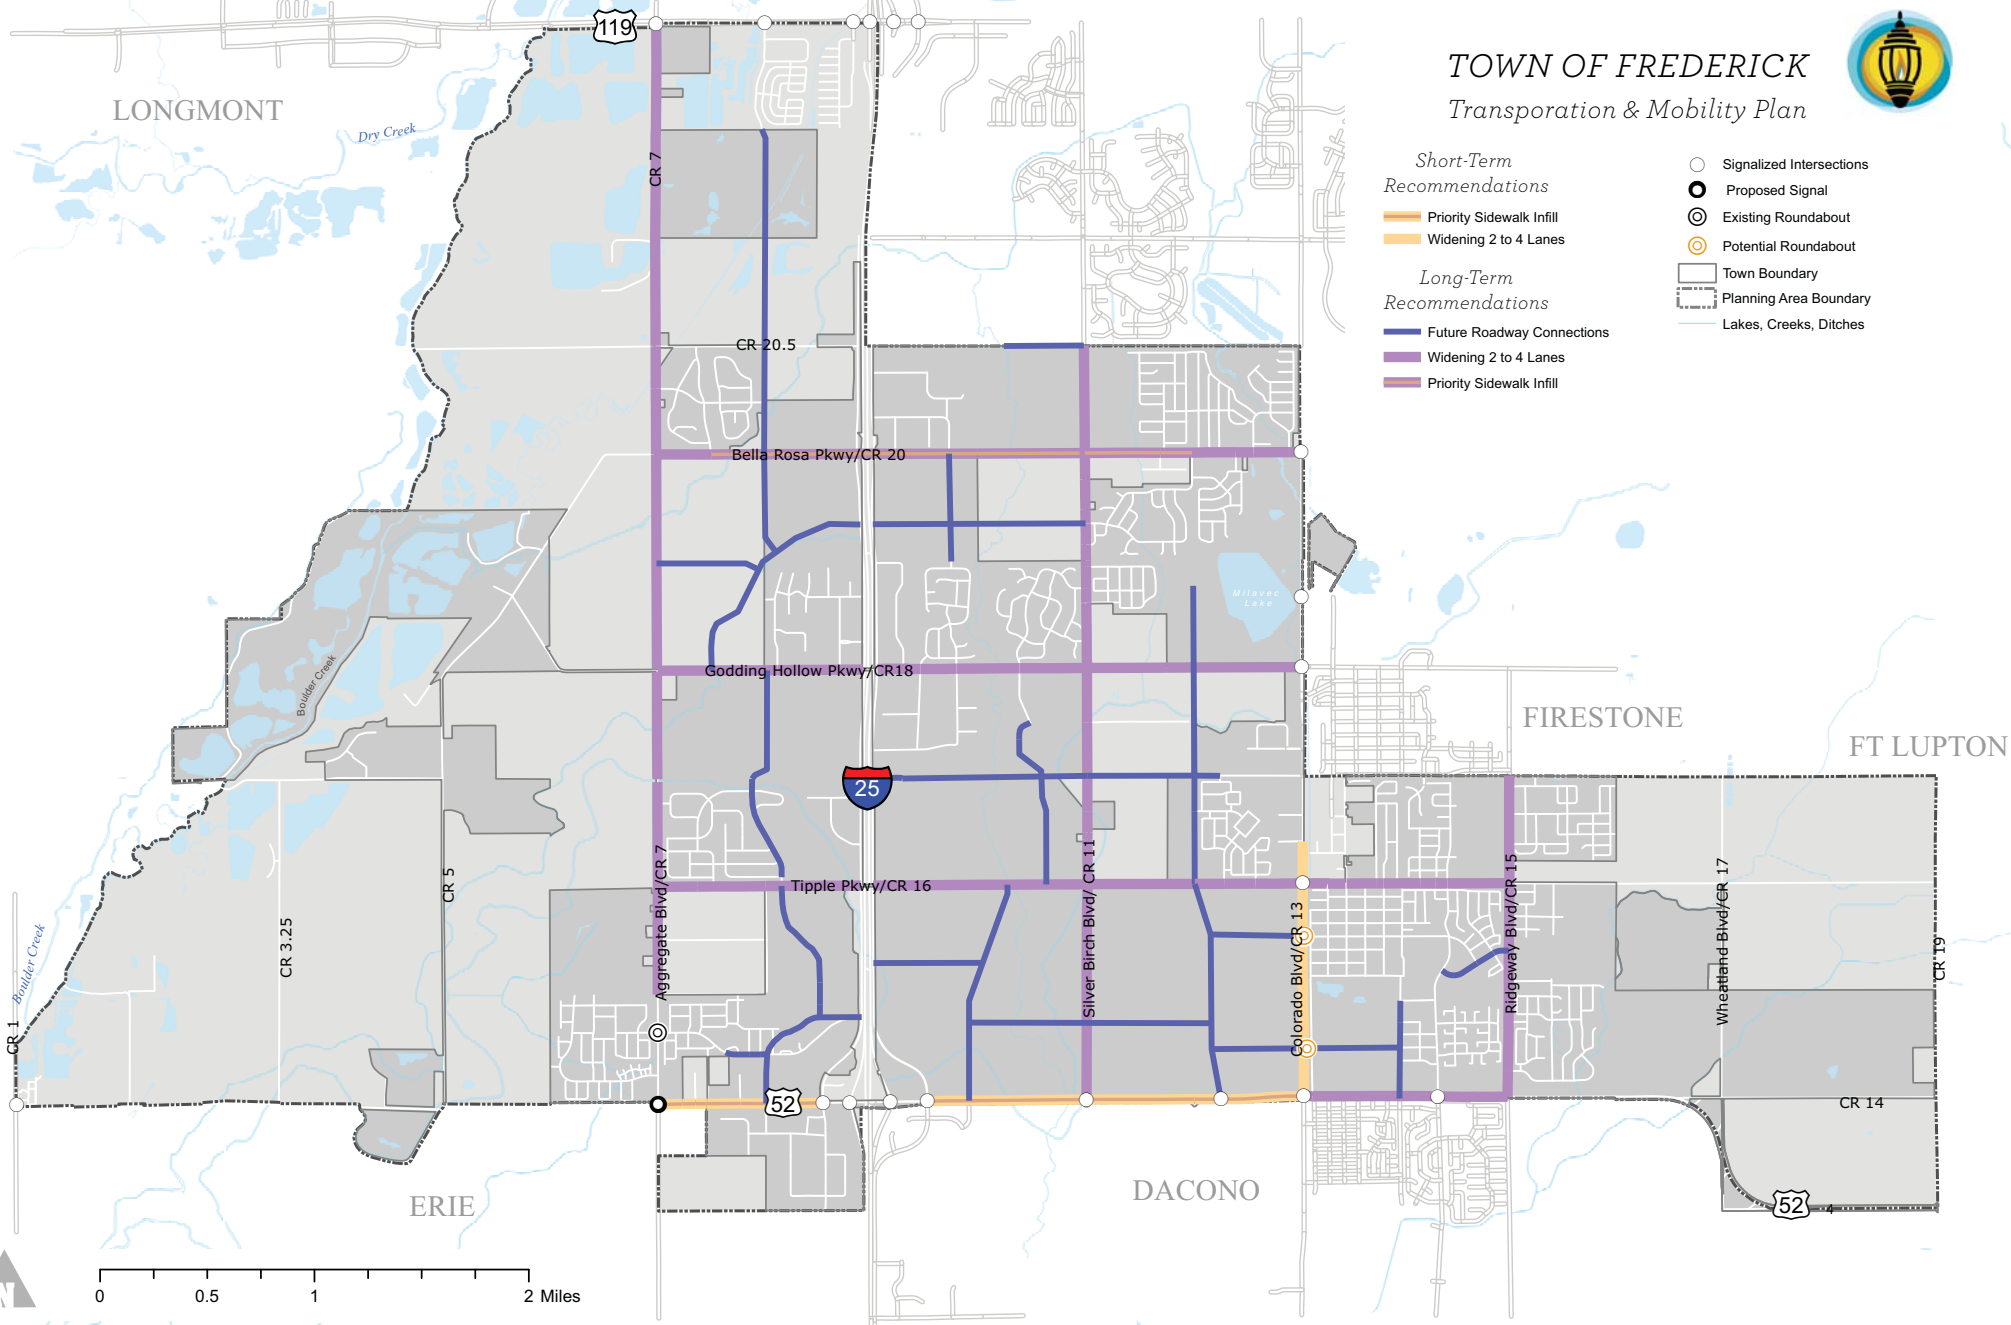 119
TOWN OF FREDERICK
Transporation & Mobility Plan
LONGMONT
Dry Creek
CR 7
Short-Term
Recommendations
Priority Sidewalk Infill
Widening 2 to 4 Lanes
Long-Term
Recommendations
Future Roadway Connections
Widening 2 to 4 Lanes
Priority Sidewalk Infill
Signalized Intersections
Proposed Signal
Existing Roundabout
Potential Roundabout
Town Boundary
Planning Area Boundary
Lakes, Creeks, Ditches
CR 20.5
Bella Rosa Pkwy/CR 20
Milavec
Lake
Boulder Creek
Godding Hollow Pkwy/CR18
FIRESTONE
FT LUPTON
25
Tipple Pkwy/CR 16
CR 5
Aggregate Blvd/CR 7
Silver Birch Blvd/ CR 11
Colorado Blvd/CR 13
Ridgeway Blvd/CR 15
Wheatland Blvd/CR 17
CR 19
CR 3.25
Boulder Creek
CR 1
52
CR 14
ERIE
DACONO
52
4
N
0 0.5 1 2 Miles